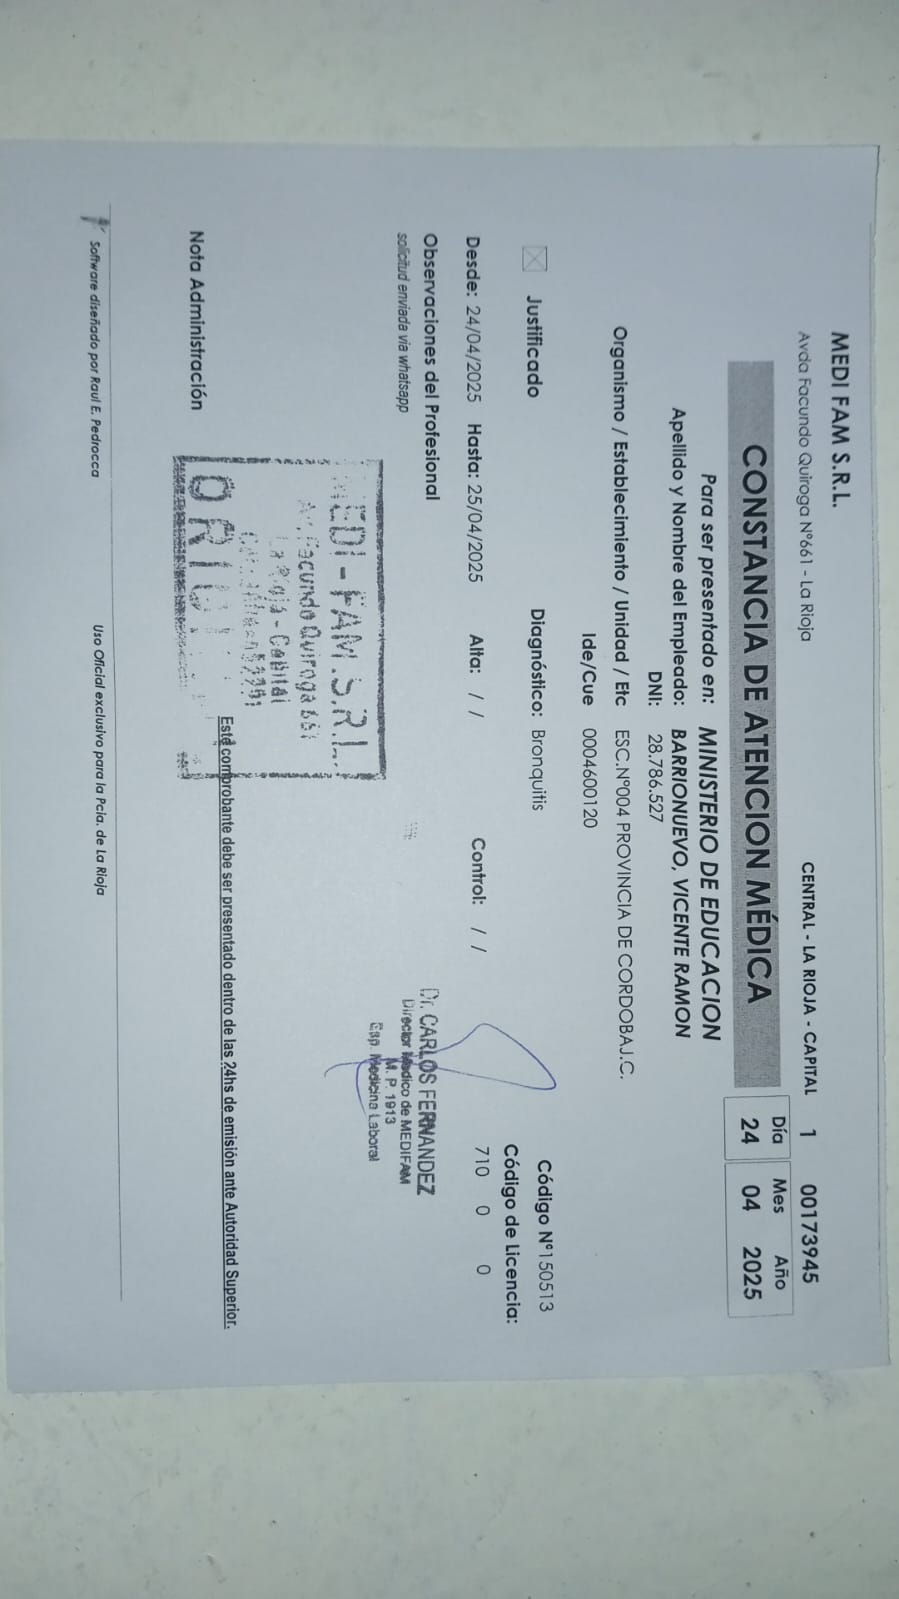 MEDI FAM S.R.L.
Avda Facundo Quiroga N°661 - La Rioja
CENTRAL - LA RIOJA - CAPITAL 1 00173945
CONSTANCIA DE ATENCION MÉDICA
Día Mes Año
24 04 2025
Para ser presentado en: MINISTERIO DE EDUCACION
Apellido y Nombre del Empleado: BARRIONUEVO, VICENTE RAMON
DNI: 28.786.527
Organismo / Establecimiento / Unidad / Etc ESC.N°004 PROVINCIA DE CORDOBAJ.C.
Ide/Cue 0004600120
Justificado Diagnóstico: Bronquitis Código N°150513
Código de Licencia:
Desde: 24/04/2025 Hasta: 25/04/2025 Alta: / / Control: / / 710 0 0
Observaciones del Profesional
solicitud enviada via whatsapp
Dr. CARLOS FERNANDEZ
Director Medico de MEDIFAM
M. P. 1913
Esp. Medicina Laboral
MEDI-FAM S.R.L.
Av. Facundo Quiroga 661
La Rioja - Capital
Nota Administración
Este comprobante debe ser presentado dentro de las 24hs de emisión ante Autoridad Superior.
Software diseñado por Raul E. Pedrocca Uso Oficial exclusivo para la Pcia. de La Rioja